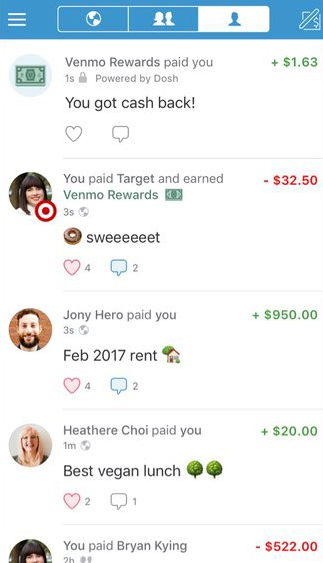 Venmo Rewards paid you
+ $1.63
1s Powered by Dosh
You got cash back!
You paid Target and earned
- $32.50
Venmo Rewards
3s
sweeeeeet
4 2
Jony Hero paid you
+ $950.00
3s
Feb 2017 rent
4 2
Heathere Choi paid you
+ $20.00
1m
Best vegan lunch
2 1
You paid Bryan Kying
- $522.00
2h